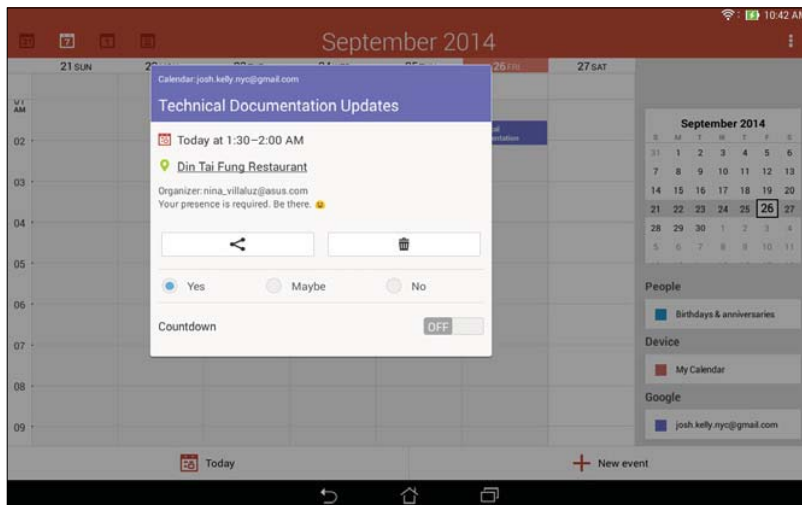 10:42 AM
September 2014
21 SUN
26 FRI
27 SAT
Calendar: josh.kelly.nyc@gmail.com
Technical Documentation Updates
Today at 1:30–2:00 AM
Din Tai Fung Restaurant
Organizer: nina_villaluz@asus.com
Your presence is required. Be there.
Yes Maybe No
Countdown OFF
AM
02
03
04
05
06
07
08
09
September 2014
S M T W T F S
31 1 2 3 4 5 6
7 8 9 10 11 12 13
14 15 16 17 18 19 20
21 22 23 24 25 26 27
28 29 30 1 2 3 4
5 6 7 8 9 10 11
People
Birthdays & anniversaries
Device
My Calendar
Google
josh.kelly.nyc@gmail.com
Today
New event